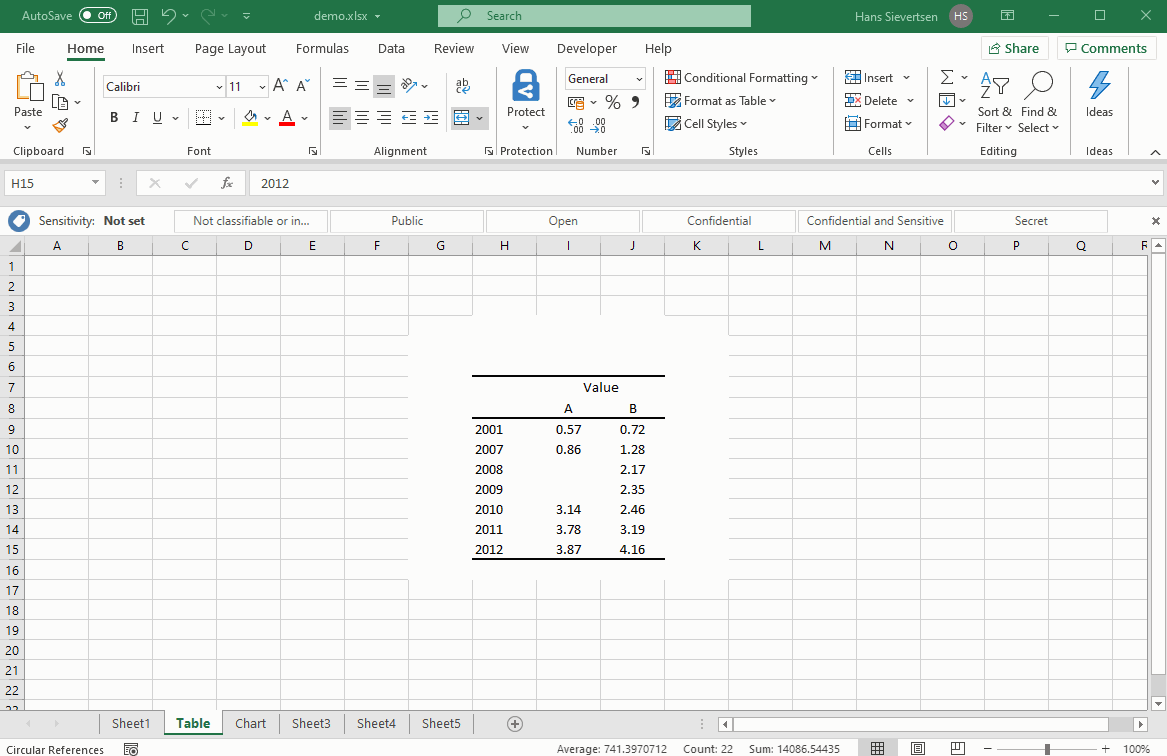 AutoSave Off demo.xlsx Search Hans Sievertsen HS
File Home Insert Page Layout Formulas Data Review View Developer Help Share Comments
Paste Calibri 11 A A General Conditional Formatting Insert Σ
B I U A ab c % , Format as Table Delete A Z
Protect Sort & Filter Find & Select Ideas
Cell Styles Format
.00 .0
Clipboard Font Alignment Protection Number Styles Cells Editing Ideas
H15 fx 2012
Sensitivity: Not set Not classifiable or in... Public Open Confidential Confidential and Sensitive Secret
A B C D E F G H I J K L M N O P Q R
1
2
3
4
5
6
7 Value
8 A B
9 2001 0.57 0.72
10 2007 0.86 1.28
11 2008 2.17
12 2009 2.35
13 2010 3.14 2.46
14 2011 3.78 3.19
15 2012 3.87 4.16
16
17
18
19
20
21
22
23
Sheet1 Table Chart Sheet3 Sheet4 Sheet5
Circular References Average: 741.3970712 Count: 22 Sum: 14086.54435 100%